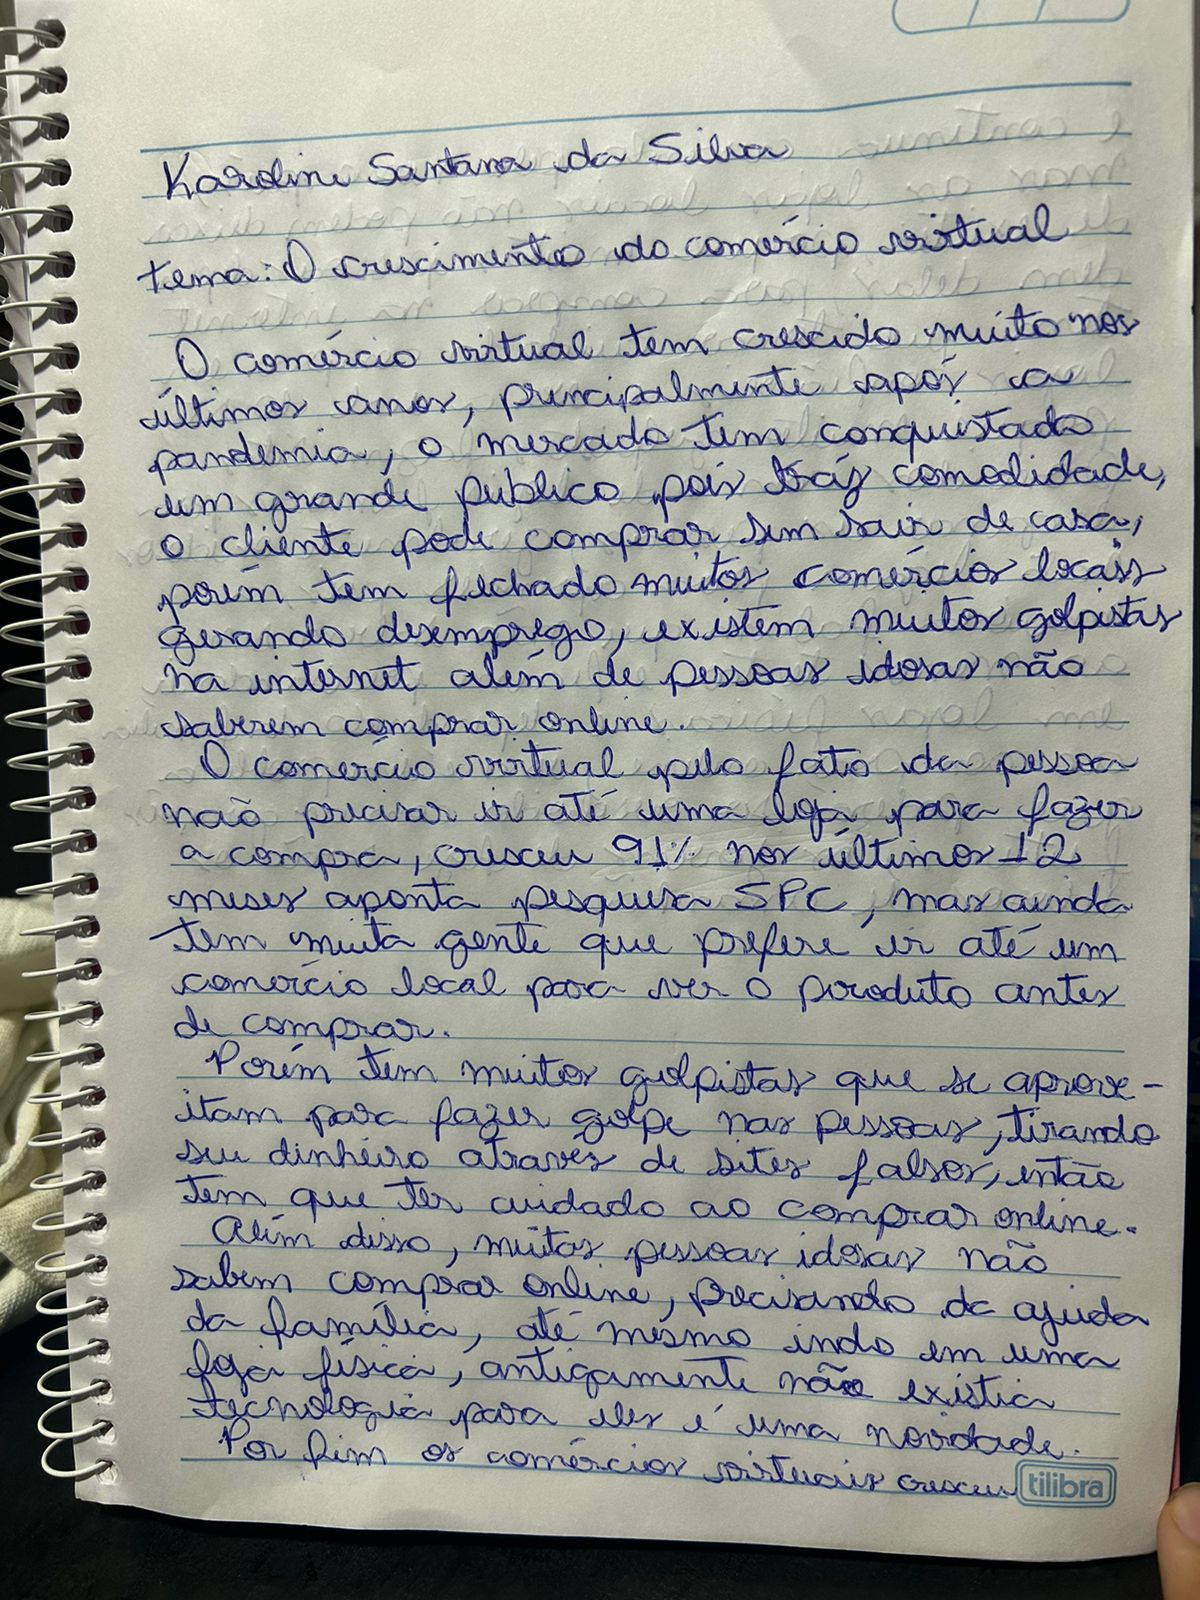 Karoline Santana da Silva
tema: O crescimento do comércio virtual
O comércio virtual tem crescido muito nos
últimos anos, principalmente após a
pandemia, o mercado tem conquistado
um grande público pois tráz comodidade,
o cliente pode comprar sem sair de casa,
porém tem fechado muitos comércios locais
gerando desemprego, existem muitos golpistas
na internet além de pessoas idosas não
saberem comprar online.
O comércio virtual pelo fato da pessoa
não precisar ir até uma loja para fazer
a compra, cresceu 91% nos últimos 12
meses aponta pesquisa SPC, mas ainda
tem muita gente que prefere ir até um
comércio local para ver o produto antes
de comprar.
Porém tem muitos golpistas que se aprove-
itam para fazer golpe nas pessoas, tirando
seu dinheiro através de sites falsos, então
tem que ter cuidado ao comprar online.
Além disso, muitas pessoas idosas não
sabem comprar online, precisando da ajuda
da família, até mesmo indo em uma
loja física, antigamente não existia
tecnologia para eles é uma novidade.
Por fim os comércios virtuais cresceu
tilibra